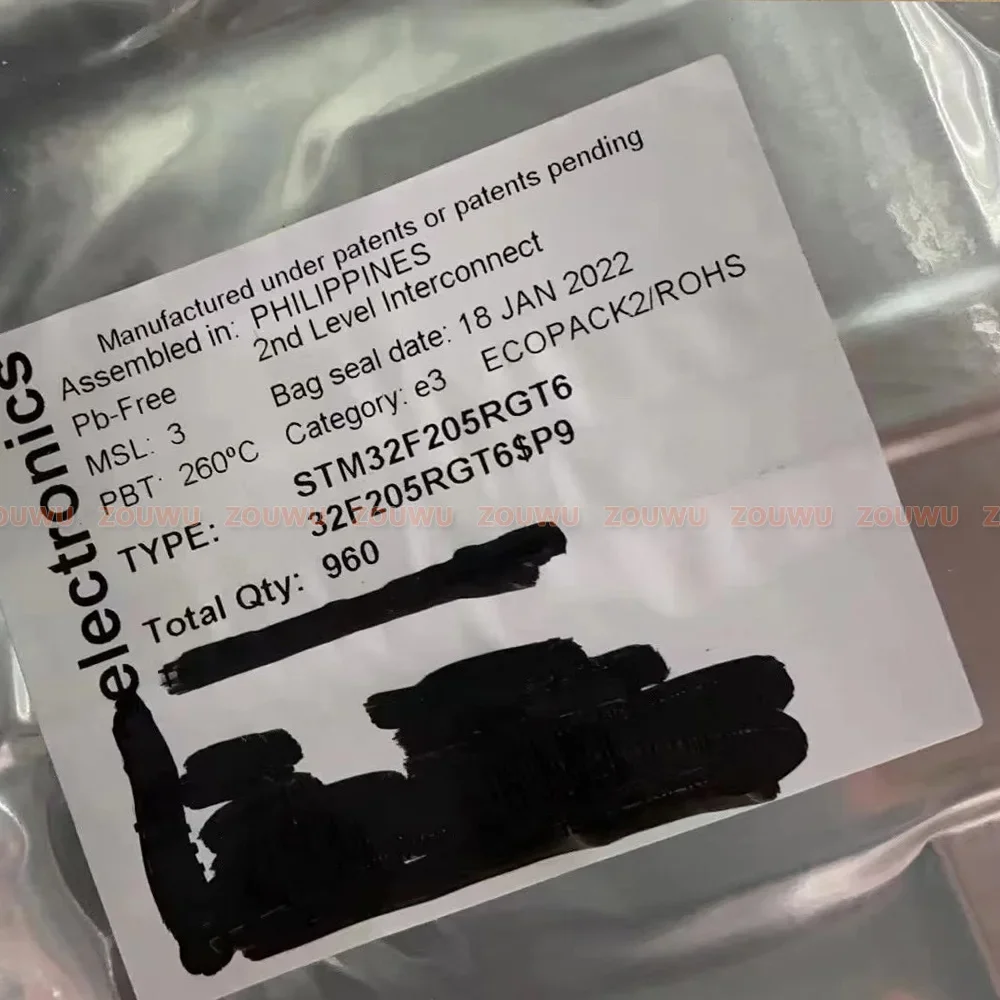 electronics
Manufactured under patents or patents pending
Assembled in: PHILIPPINES
Pb-Free 2nd Level Interconnect
MSL: 3 Bag seal date: 18 JAN 2022
PBT: 260ºC Category: e3 ECOPACK2/ROHS
TYPE: STM32F205RGT6
32F205RGT6$P9
Total Qty: 960
ZOUWU ZOUWU ZOUWU ZOUWU ZOUWU ZOUWU ZOUWU